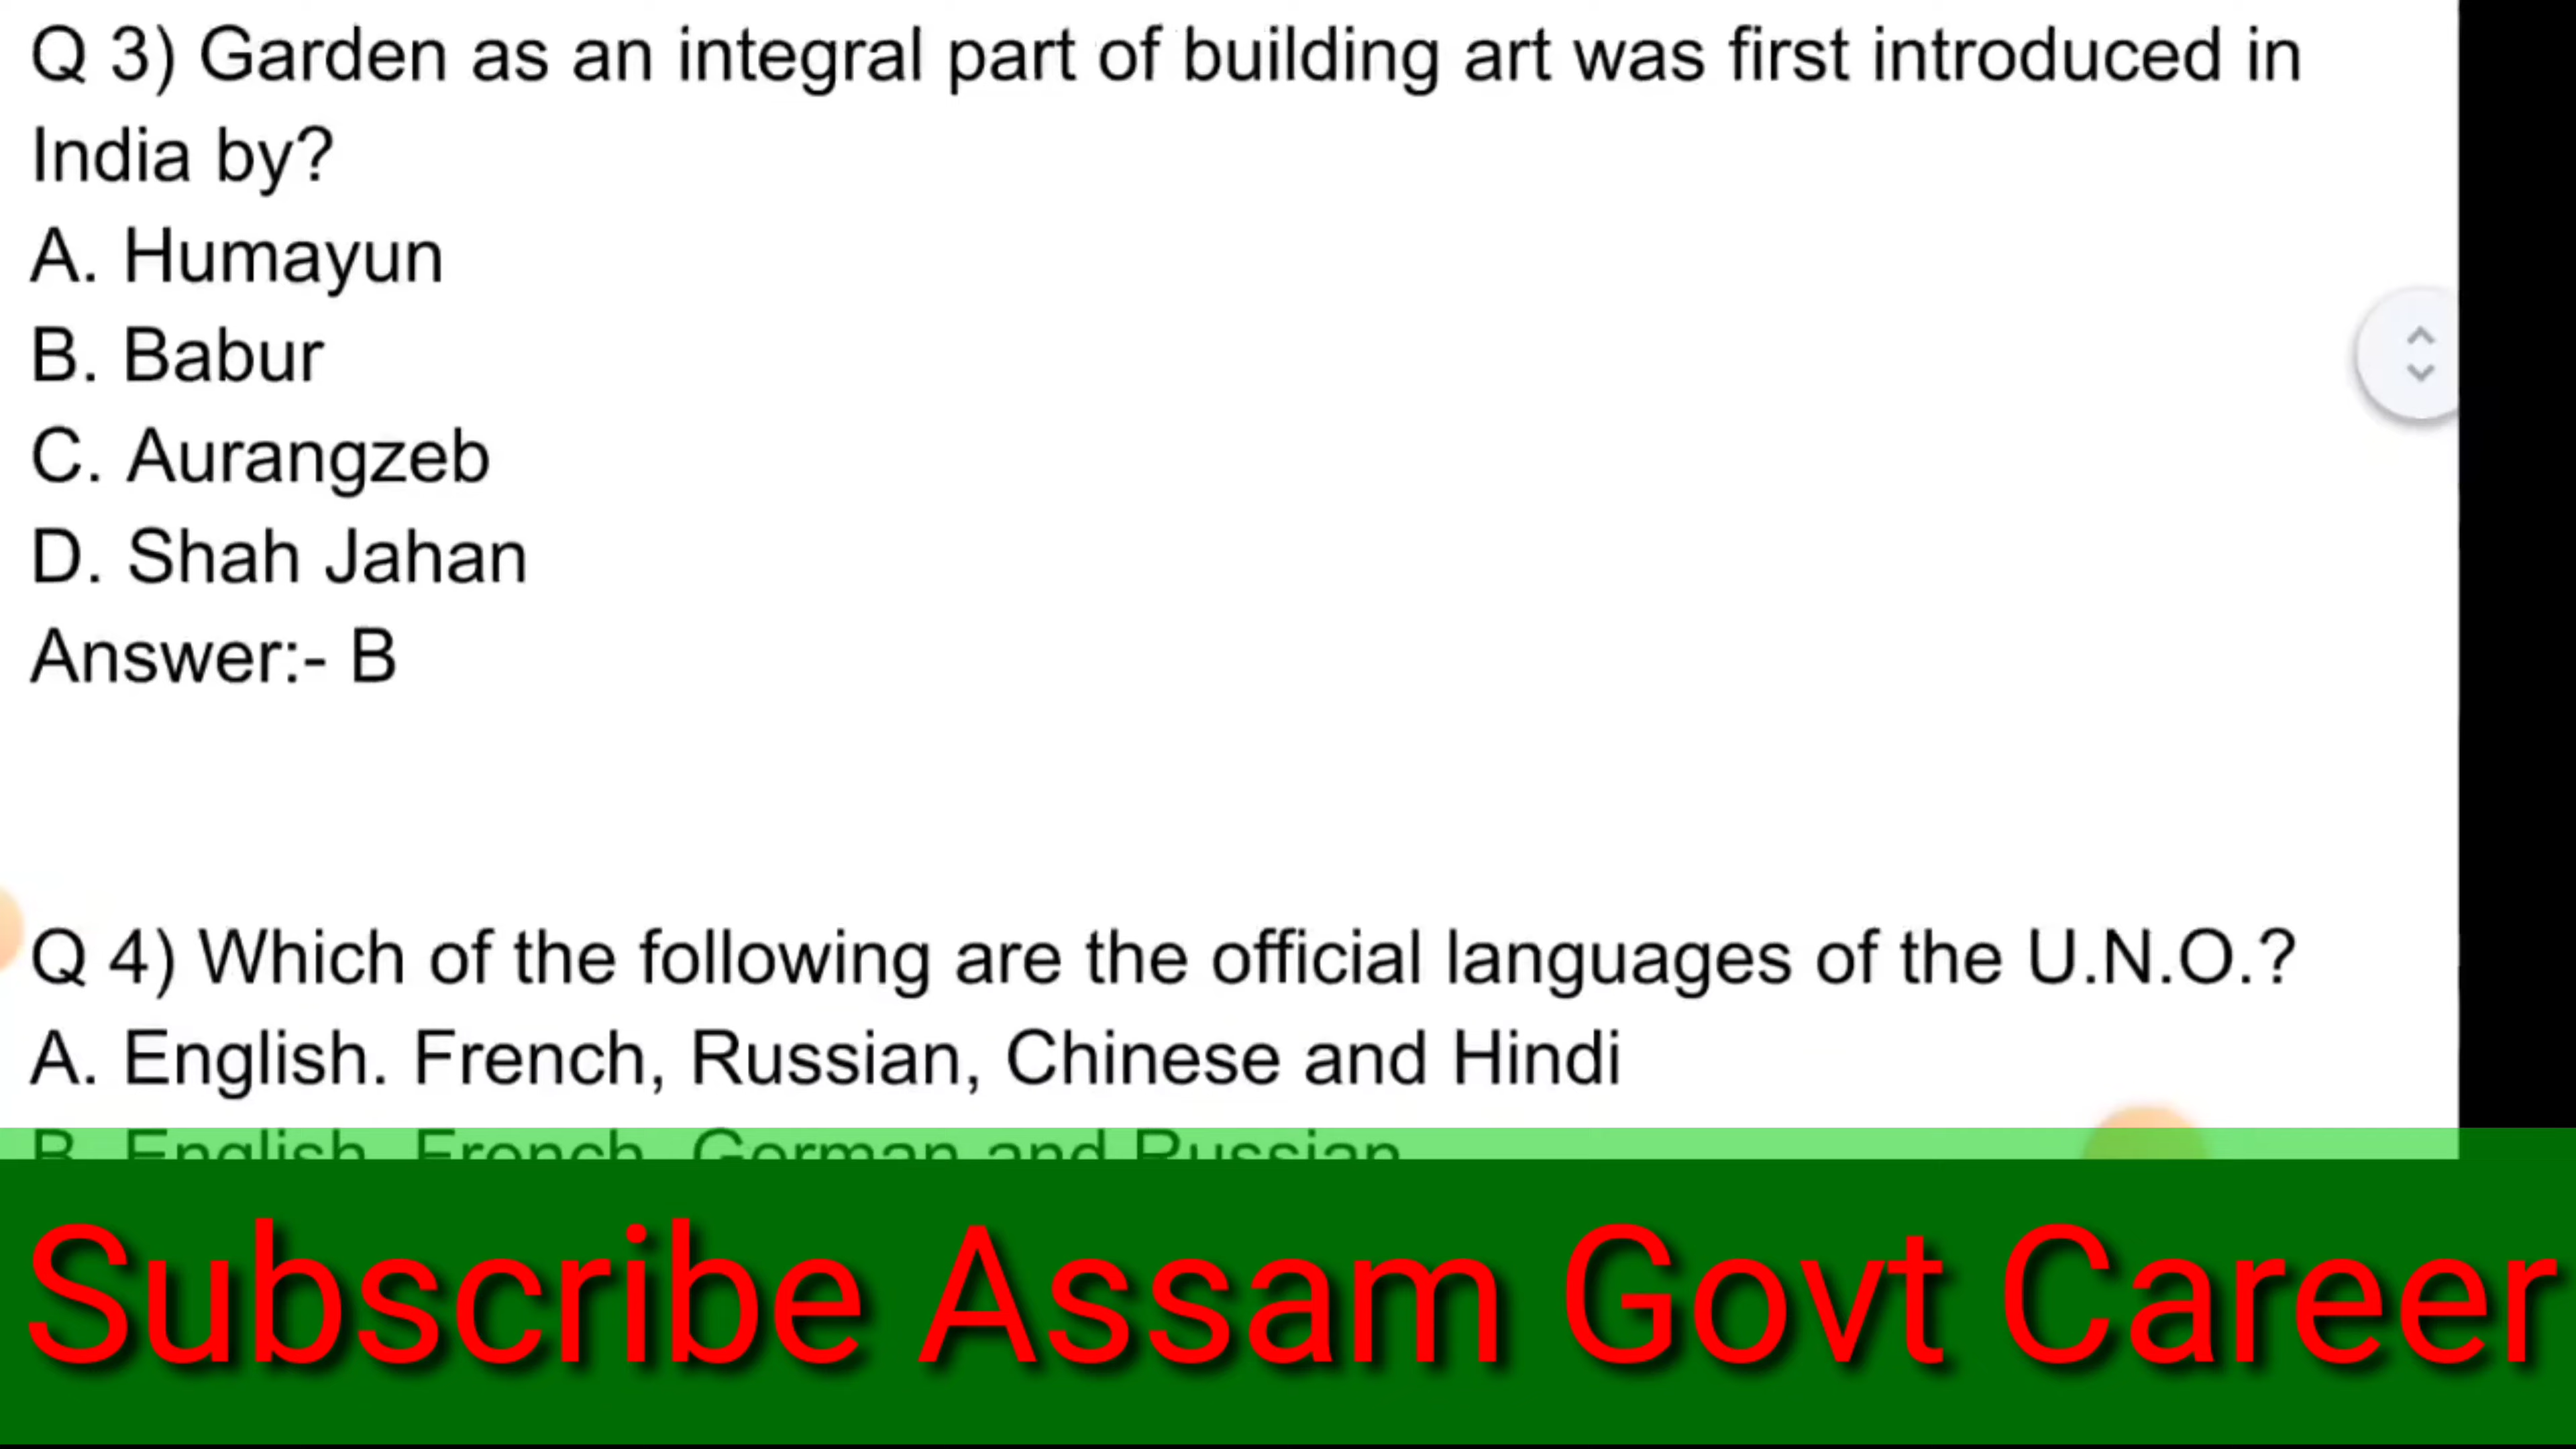 Q 3) Garden as an integral part of building art was first introduced in
India by?
A. Humayun
B. Babur
C. Aurangzeb
D. Shah Jahan
Answer:- B
Q 4) Which of the following are the official languages of the U.N.O.?
A. English. French, Russian, Chinese and Hindi
B. English, French, German and Russian
Subscribe Assam Govt Career